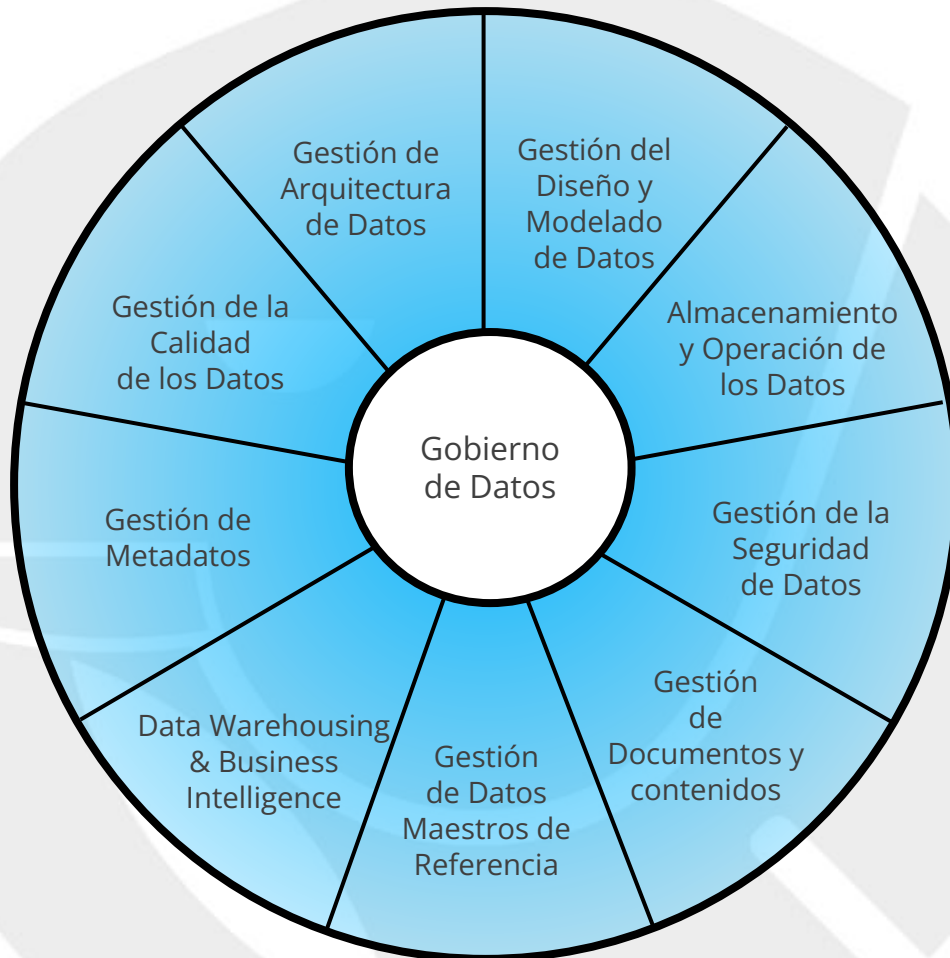 Gestión de
Arquitectura
de Datos
Gestión del
Diseño y
Modelado
de Datos
Almacenamiento
y Operación de
los Datos
Gestión de la
Seguridad
de Datos
Gestión
de
Documentos y
contenidos
Gestión
de Datos
Maestros de
Referencia
Data Warehousing
& Business
Intelligence
Gestión de
Metadatos
Gestión de la
Calidad
de los Datos
Gobierno
de Datos